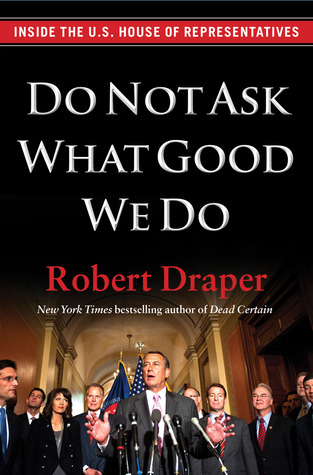 INSIDE THE U.S. HOUSE OF REPRESENTATIVES
DO NOT ASK
WHAT GOOD
WE DO
Robert Draper
New York Times bestselling author of Dead Certain